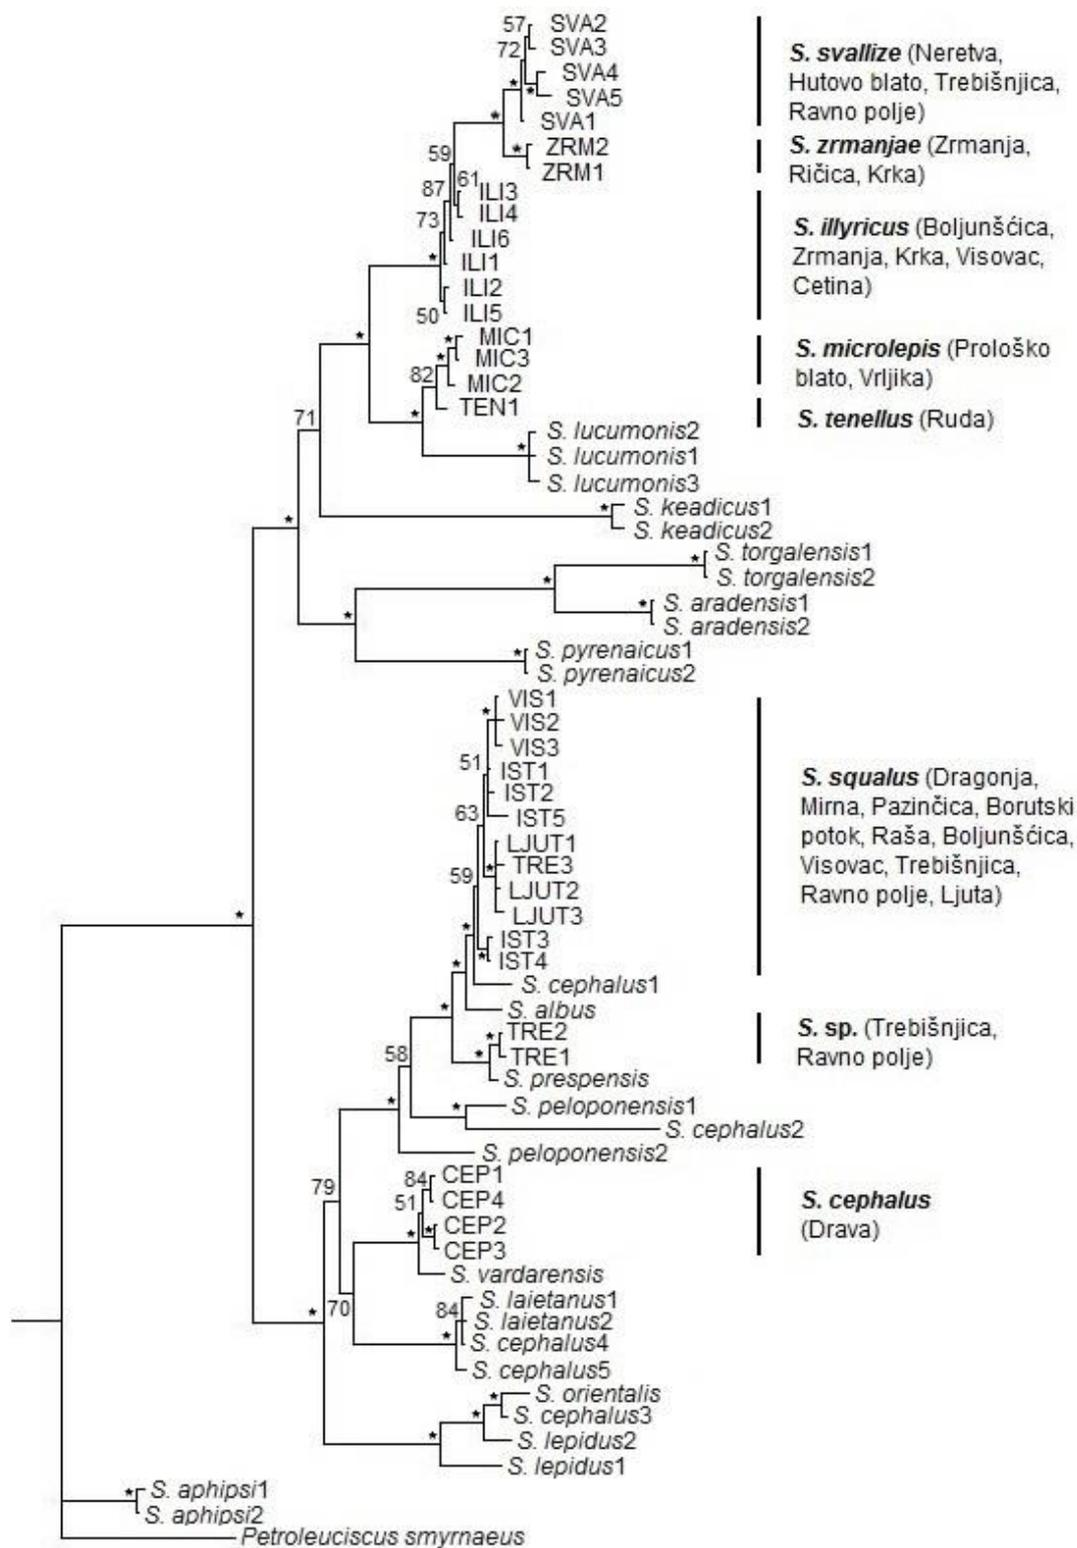 57
SVA2
SVA3
72
SVA4
*
*
SVA5
SVA1
*
*
ZRM2
ZRM1
59
61
ILI3
87
ILI4
73
ILI6
*
ILI1
ILI2
50
ILI5
*
*
MIC1
*
MIC3
82
MIC2
TEN1
*
71
*
S. lucumonis2
S. lucumonis1
S. lucumonis3
*
S. keadicus1
S. keadicus2
*
*
S. torgalensis1
S. torgalensis2
*
*
S. aradensis1
S. aradensis2
*
*
S. pyrenaicus1
S. pyrenaicus2
*
VIS1
VIS2
VIS3
51
IST1
IST2
63
IST5
LJUT1
*
TRE3
59
LJUT2
LJUT3
*
IST3
*
IST4
*
S. cephalus1
*
S. albus
*
TRE2
58
*
TRE1
S. prespensis
*
*
S. peloponensis1
S. cephalus2
S. peloponensis2
79
84
CEP1
CEP4
51
CEP2
*
*
CEP3
S. vardarensis
70
84
S. laietanus1
S. laietanus2
*
*
S. cephalus4
S. cephalus5
*
S. orientalis
*
*
S. cephalus3
S. lepidus2
S. lepidus1
*
*
S. aphipsi1
S. aphipsi2
Petroleuciscus smyrnaeus
S. svallize (Neretva,
Hutovo blato, Trebišnjica,
Ravno polje)
S. zrmanjae (Zrmanja,
Ričica, Krka)
S. illyricus (Boljunšćica,
Zrmanja, Krka, Visovac,
Cetina)
S. microlepis (Prološko
blato, Vrljika)
S. tenellus (Ruda)
S. squalus (Dragonja,
Mirna, Pazinčica, Borutski
potok, Raša, Boljunšćica,
Visovac, Trebišnjica,
Ravno polje, Ljuta)
S. sp. (Trebišnjica,
Ravno polje)
S. cephalus
(Drava)